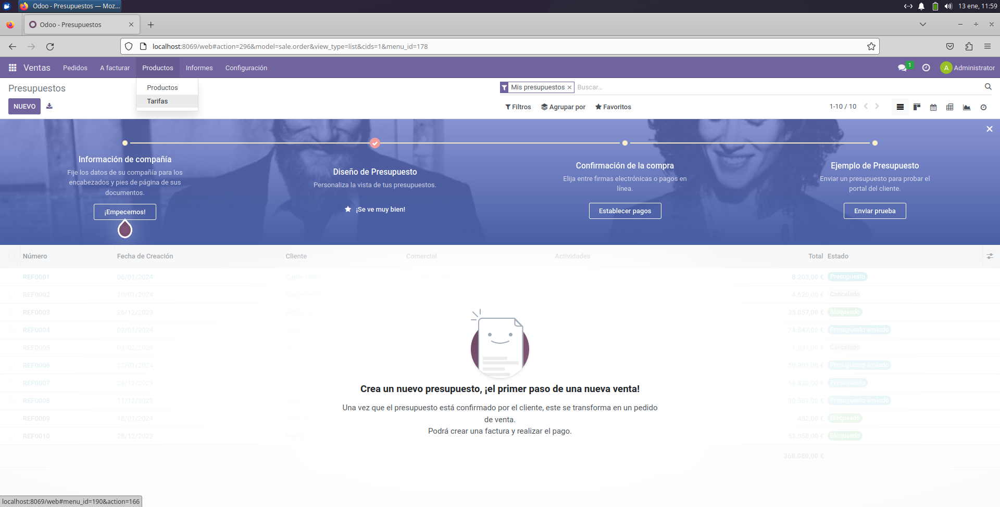 Odoo - Presupuestos — Moz...
13 ene, 11:59
Odoo - Presupuestos
localhost:8069/web#action=296&model=sale.order&view_type=list&cids=1&menu_id=178
Ventas Pedidos A facturar Productos Informes Configuración 1 A Administrator
Presupuestos
Productos
Tarifas
Mis presupuestos Buscar...
NUEVO
Filtros Agrupar por Favoritos 1-10 / 10
Información de compañía
Fije los datos de su compañía para los
encabezados y pies de página de sus
documentos.
¡Empecemos!
Diseño de Presupuesto
Personaliza la vista de tus presupuestos.
¡Se ve muy bien!
Confirmación de la compra
Elija entre firmas electrónicas o pagos en
línea.
Establecer pagos
Ejemplo de Presupuesto
Enviar un presupuesto para probar el
portal del cliente.
Enviar prueba
Número Fecha de Creación Cliente Comercial Actividades Total Estado
REF0001 06/01/2024 8.203,00 € Presupuesto
REF0002 10/01/2024 4.620,00 € Cancelado
REF0003 26/12/2023 35.057,00 € Bloqueado
REF0004 02/01/2024 74.547,00 € Presupuesto enviado
REF0005 03/02/2024 1.831,00 € Cancelado
REF0006 17/01/2024 50.901,00 € Presupuesto enviado
REF0007 28/12/2023 58.820,00 € Presupuesto
REF0008 11/12/2023 80.561,00 € Presupuesto enviado
REF0009 18/01/2024 482,00 € Bloqueado
REF0010 28/12/2023 53.058,00 € Bloqueado
368.080,00 €
Crea un nuevo presupuesto, ¡el primer paso de una nueva venta!
Una vez que el presupuesto está confirmado por el cliente, este se transforma en un pedido
de venta.
Podrá crear una factura y realizar el pago.
localhost:8069/web#menu_id=190&action=166